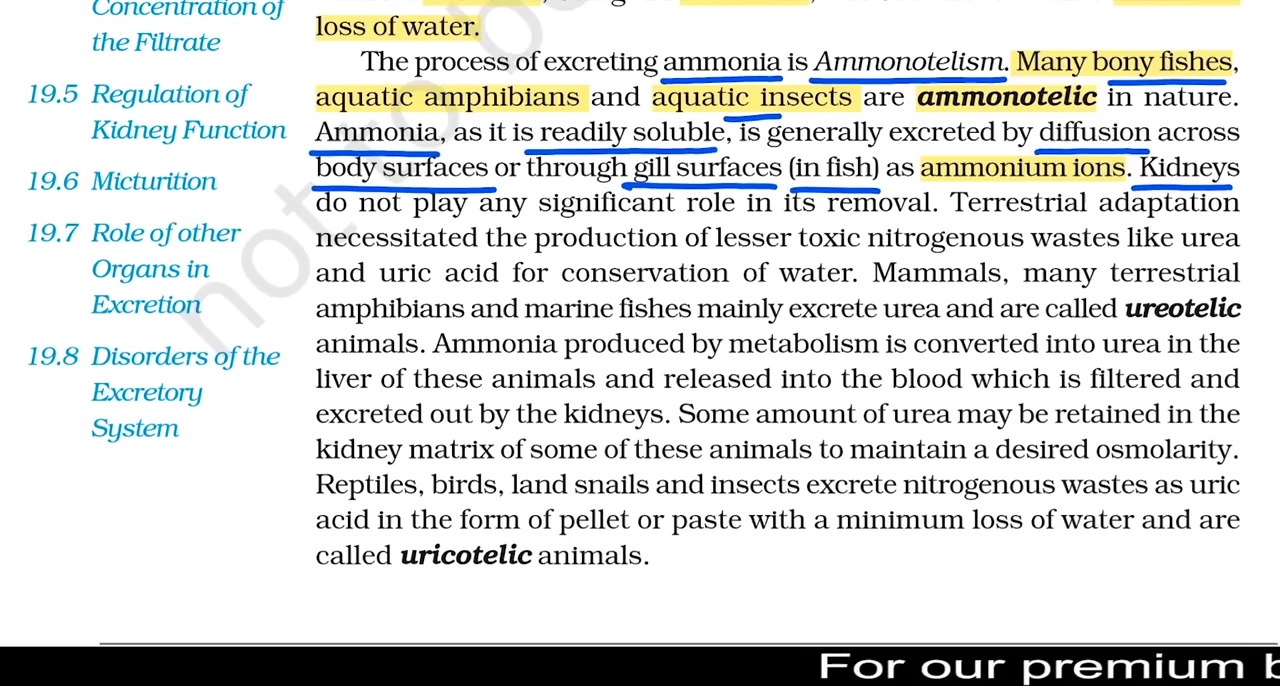 Concentration of
the Filtrate
19.5 Regulation of
Kidney Function
19.6 Micturition
19.7 Role of other
Organs in
Excretion
19.8 Disorders of the
Excretory
System
loss of water.
The process of excreting ammonia is Ammonotelism. Many bony fishes,
aquatic amphibians and aquatic insects are ammonotelic in nature.
Ammonia, as it is readily soluble, is generally excreted by diffusion across
body surfaces or through gill surfaces (in fish) as ammonium ions. Kidneys
do not play any significant role in its removal. Terrestrial adaptation
necessitated the production of lesser toxic nitrogenous wastes like urea
and uric acid for conservation of water. Mammals, many terrestrial
amphibians and marine fishes mainly excrete urea and are called ureotelic
animals. Ammonia produced by metabolism is converted into urea in the
liver of these animals and released into the blood which is filtered and
excreted out by the kidneys. Some amount of urea may be retained in the
kidney matrix of some of these animals to maintain a desired osmolarity.
Reptiles, birds, land snails and insects excrete nitrogenous wastes as uric
acid in the form of pellet or paste with a minimum loss of water and are
called uricotelic animals.
not to b
For our premium b